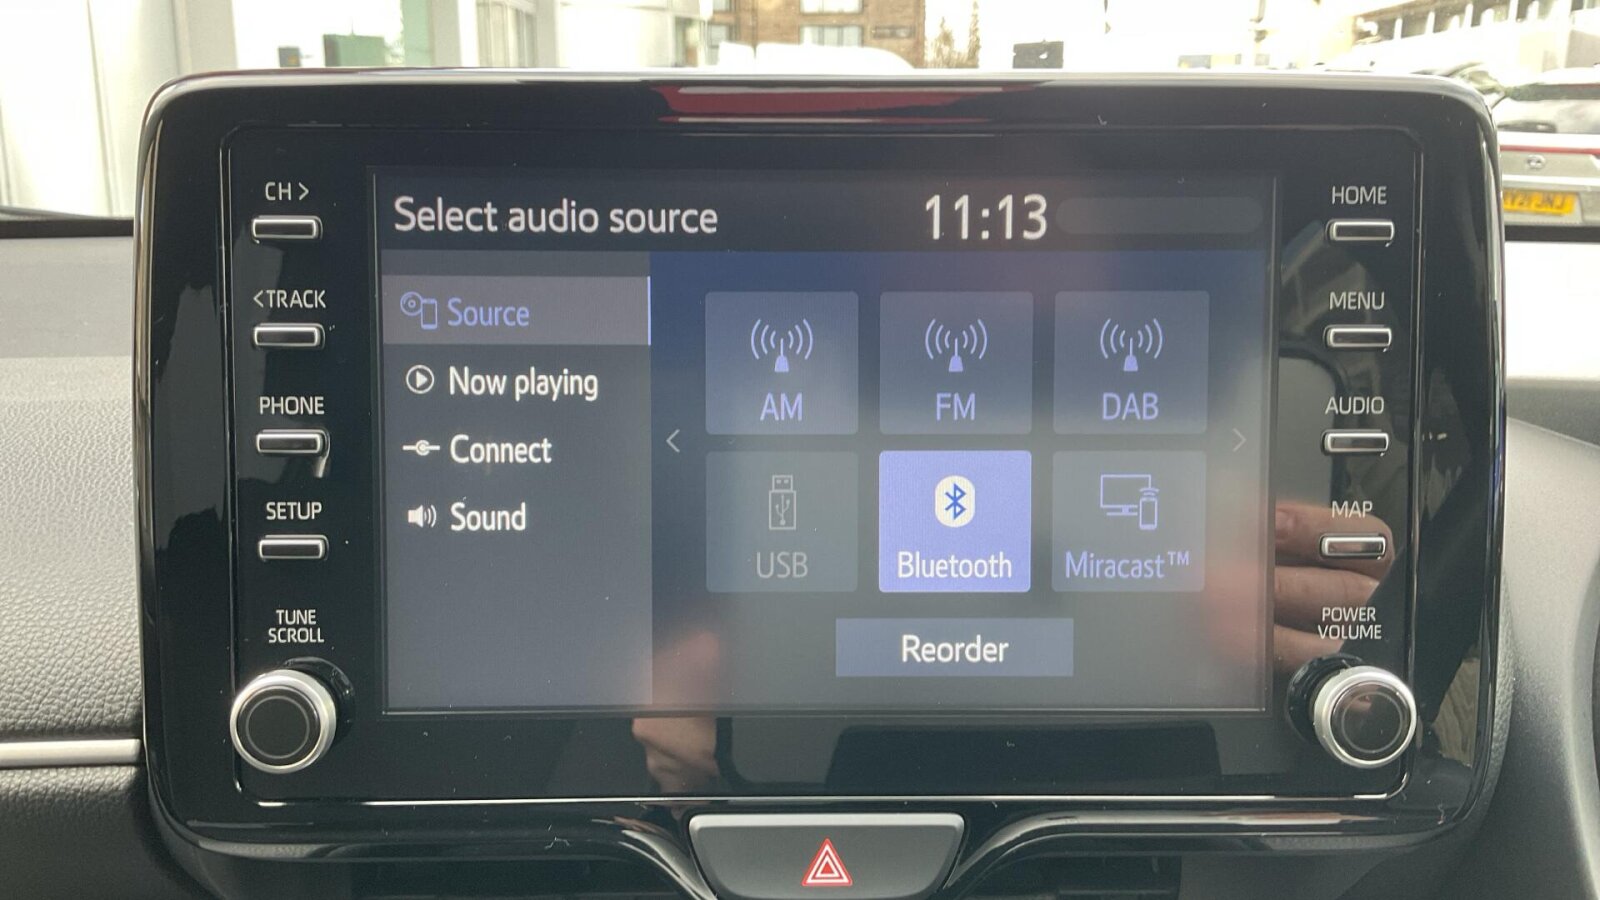 CH >
<TRACK
PHONE
SETUP
TUNE
SCROLL
Select audio source
11:13
Source
Now playing
Connect
Sound
AM
FM
DAB
<
>
USB
Bluetooth
Miracast™
Reorder
HOME
MENU
AUDIO
MAP
POWER
VOLUME